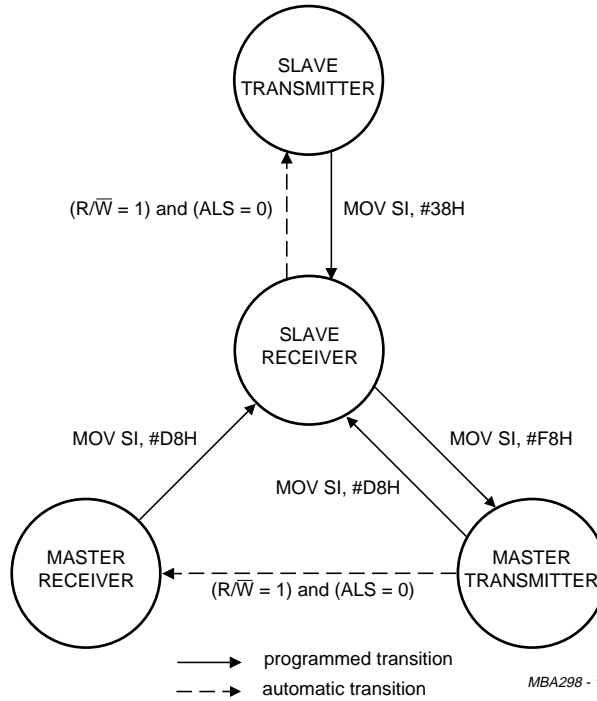 SLAVE
TRANSMITTER
(R/W̅ = 1) and (ALS = 0)
MOV SI, #38H
SLAVE
RECEIVER
MOV SI, #D8H
MOV SI, #F8H
MOV SI, #D8H
MASTER
RECEIVER
MASTER
TRANSMITTER
(R/W̅ = 1) and (ALS = 0)
programmed transition
automatic transition
MBA298 -